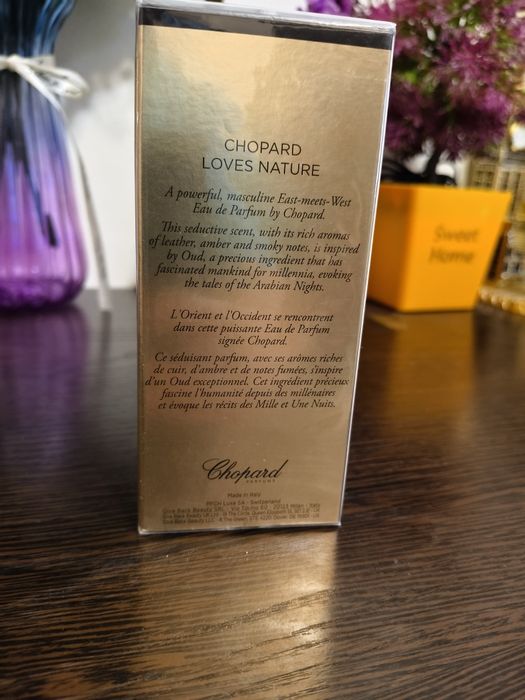 CHOPARD
LOVES NATURE
A powerful, masculine East-meets-West
Eau de Parfum by Chopard.
This seductive scent, with its rich aromas
of leather, amber and smoky notes, is inspired
by Oud, a precious ingredient that has
fascinated mankind for millennia, evoking
the tales of the Arabian Nights.
L'Orient et l'Occident se rencontrent
dans cette puissante Eau de Parfum
signée Chopard.
Ce séduisant parfum, avec ses arômes riches
de cuir, d'ambre et de notes fumées, s'inspire
d'un Oud exceptionnel. Cet ingrédient précieux
fascine l'humanité depuis des millénaires
et évoque les récits des Mille et Une Nuits.
Chopard
PARFUMS
Made in Italy
Sweet
Home